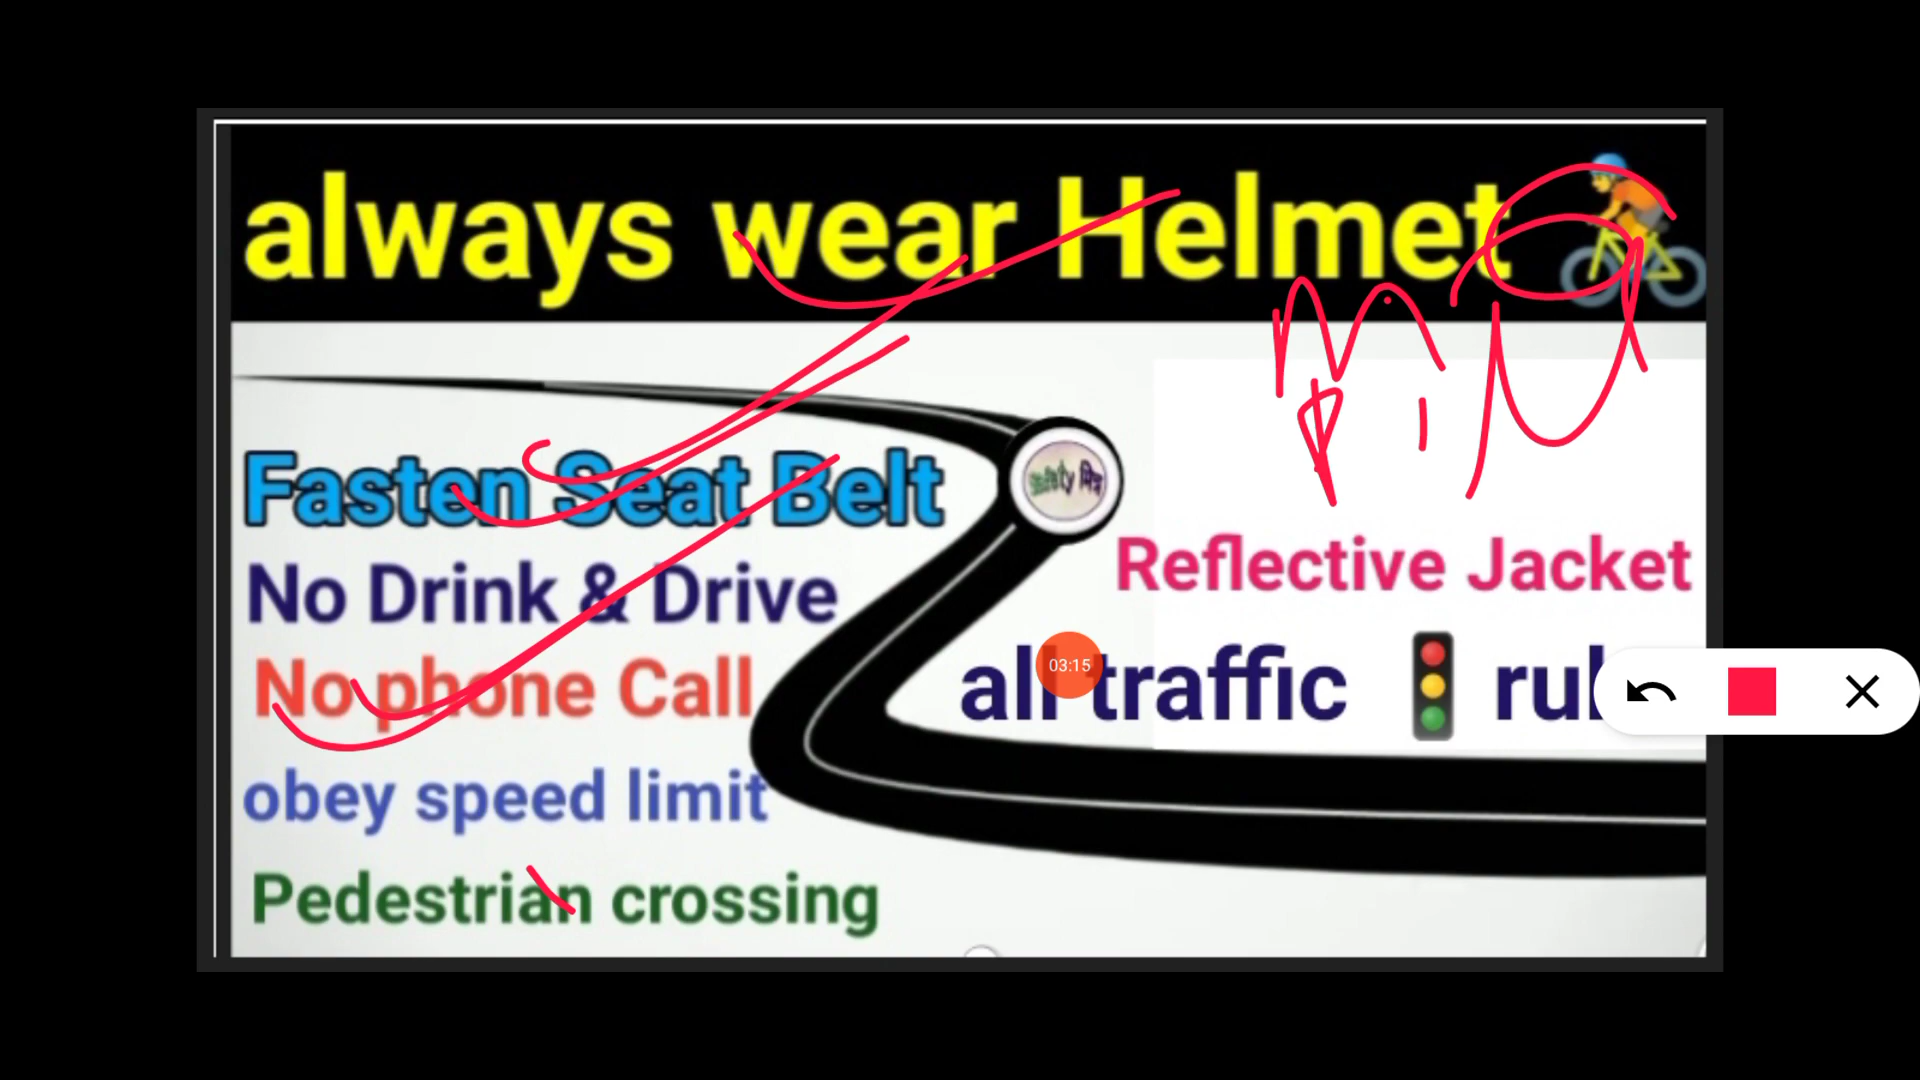 always wear Helmet
Fasten Seat Belt
No Drink & Drive
No phone Call
obey speed limit
Pedestrian crossing
safety मित्र
Reflective Jacket
03:15
all traffic